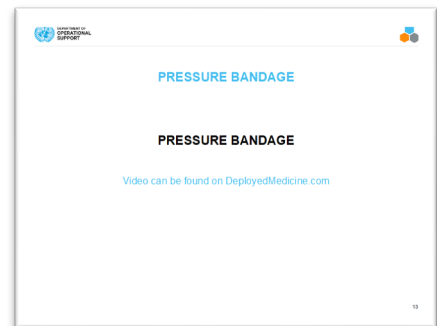 DEPARTMENT OF
OPERATIONAL
SUPPORT
PRESSURE BANDAGE
PRESSURE BANDAGE
Video can be found on DeployedMedicine.com
13